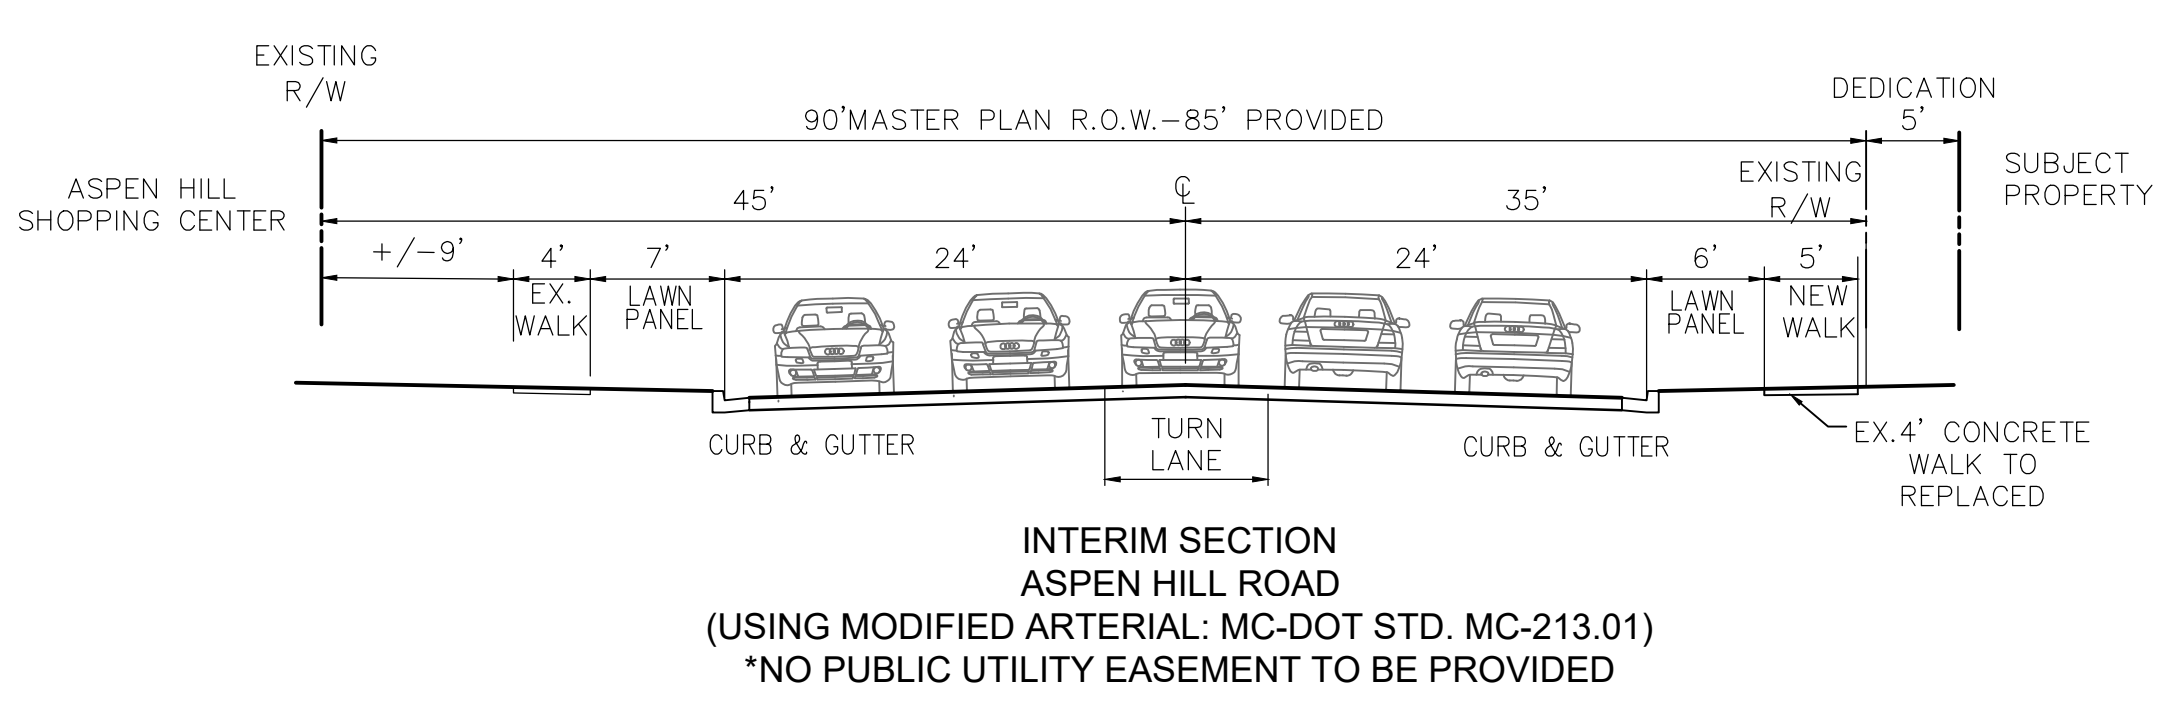 EXISTING
R/W
DEDICATION
5'
90'MASTER PLAN R.O.W.-85' PROVIDED
ASPEN HILL
SHOPPING CENTER
45'
℄
35'
EXISTING
R/W
SUBJECT
PROPERTY
+/-9'
4'
7'
24'
24'
6'
5'
EX.
WALK
LAWN
PANEL
LAWN
PANEL
NEW
WALK
CURB & GUTTER
TURN
LANE
CURB & GUTTER
EX.4' CONCRETE
WALK TO
REPLACED
INTERIM SECTION
ASPEN HILL ROAD
(USING MODIFIED ARTERIAL: MC-DOT STD. MC-213.01)
*NO PUBLIC UTILITY EASEMENT TO BE PROVIDED